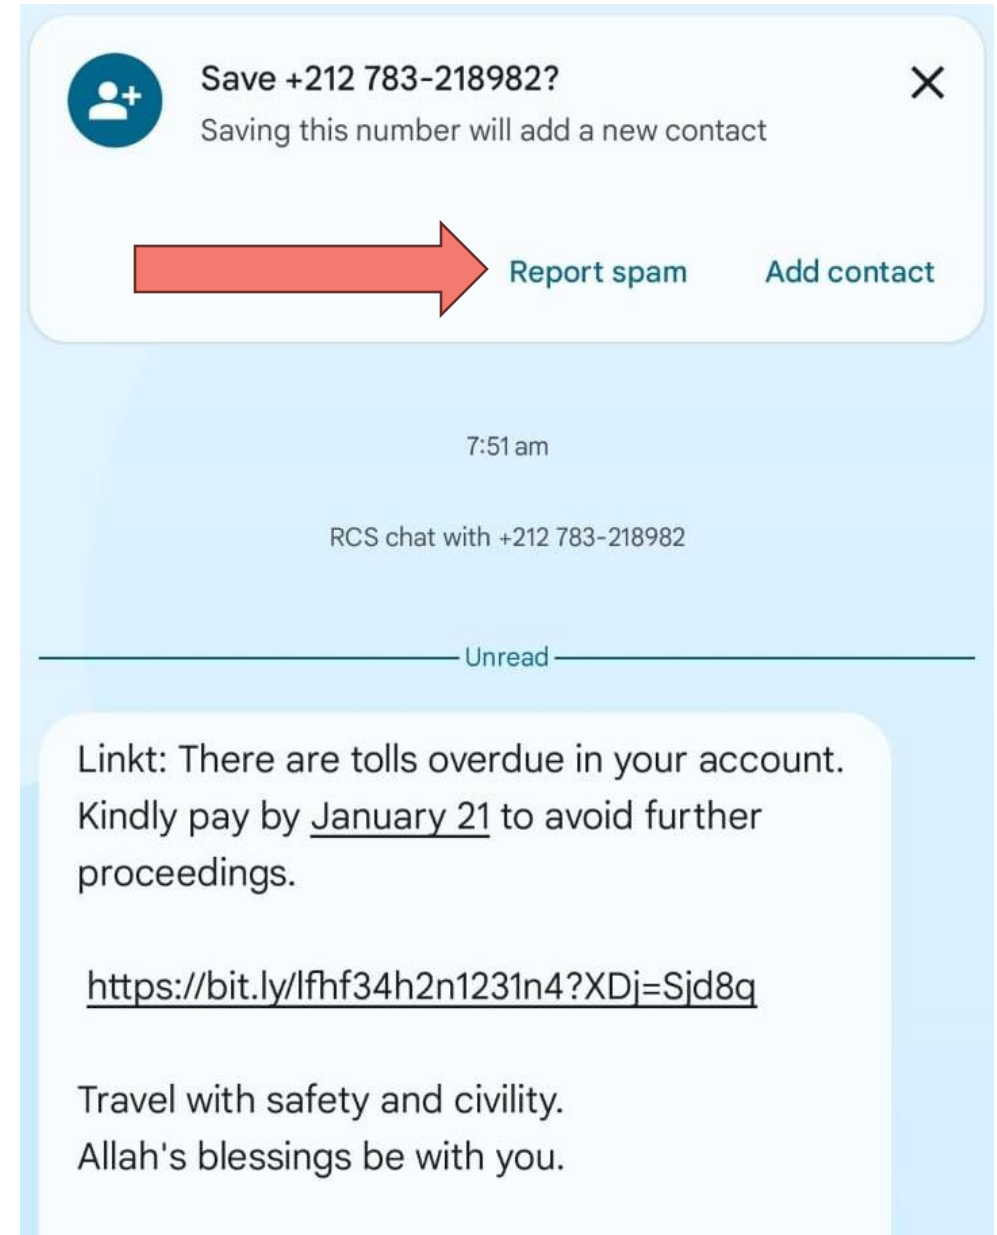 Save +212 783-218982?
Saving this number will add a new contact
Report spam
Add contact
7:51 am
RCS chat with +212 783-218982
Unread
Linkt: There are tolls overdue in your account.
Kindly pay by January 21 to avoid further
proceedings.
https://bit.ly/lfhf34h2n1231n4?XDj=Sjd8q
Travel with safety and civility.
Allah's blessings be with you.